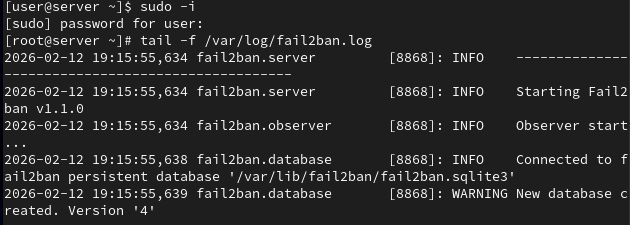 [user@server ~]$ sudo -i
[sudo] password for user:
[root@server ~]# tail -f /var/log/fail2ban.log
2026-02-12 19:15:55,634 fail2ban.server         [8868]: INFO    --------------
------------------------------------
2026-02-12 19:15:55,634 fail2ban.server         [8868]: INFO    Starting Fail2
ban v1.1.0
2026-02-12 19:15:55,634 fail2ban.observer       [8868]: INFO    Observer start
...
2026-02-12 19:15:55,638 fail2ban.database       [8868]: INFO    Connected to f
ail2ban persistent database '/var/lib/fail2ban/fail2ban.sqlite3'
2026-02-12 19:15:55,639 fail2ban.database       [8868]: WARNING New database c
reated. Version '4'